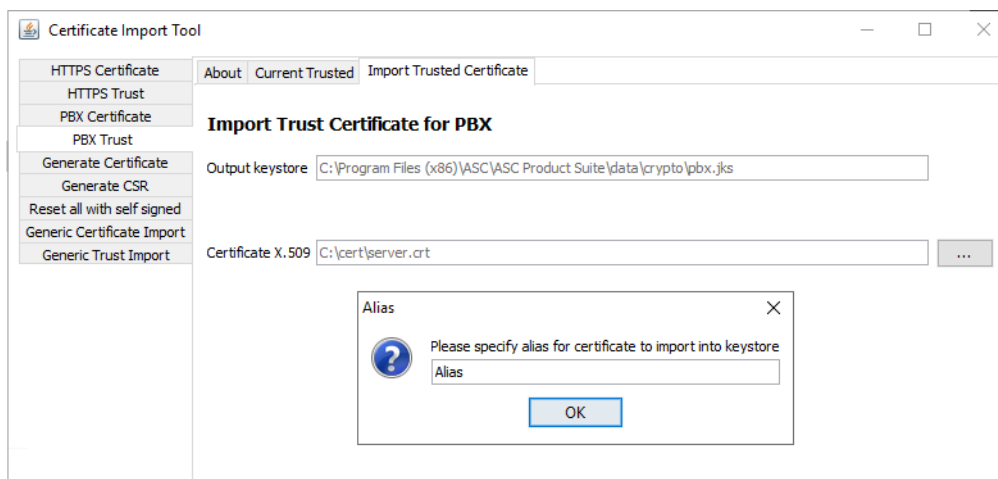 Certificate Import Tool
HTTPS Certificate
HTTPS Trust
PBX Certificate
PBX Trust
Generate Certificate
Generate CSR
Reset all with self signed
Generic Certificate Import
Generic Trust Import
About Current Trusted Import Trusted Certificate
Import Trust Certificate for PBX
Output keystore C:\Program Files (x86)\ASC\ASC Product Suite\data\crypto\pbx.jks
Certificate X.509 C:\cert\server.crt ...
Alias
Please specify alias for certificate to import into keystore
Alias
OK